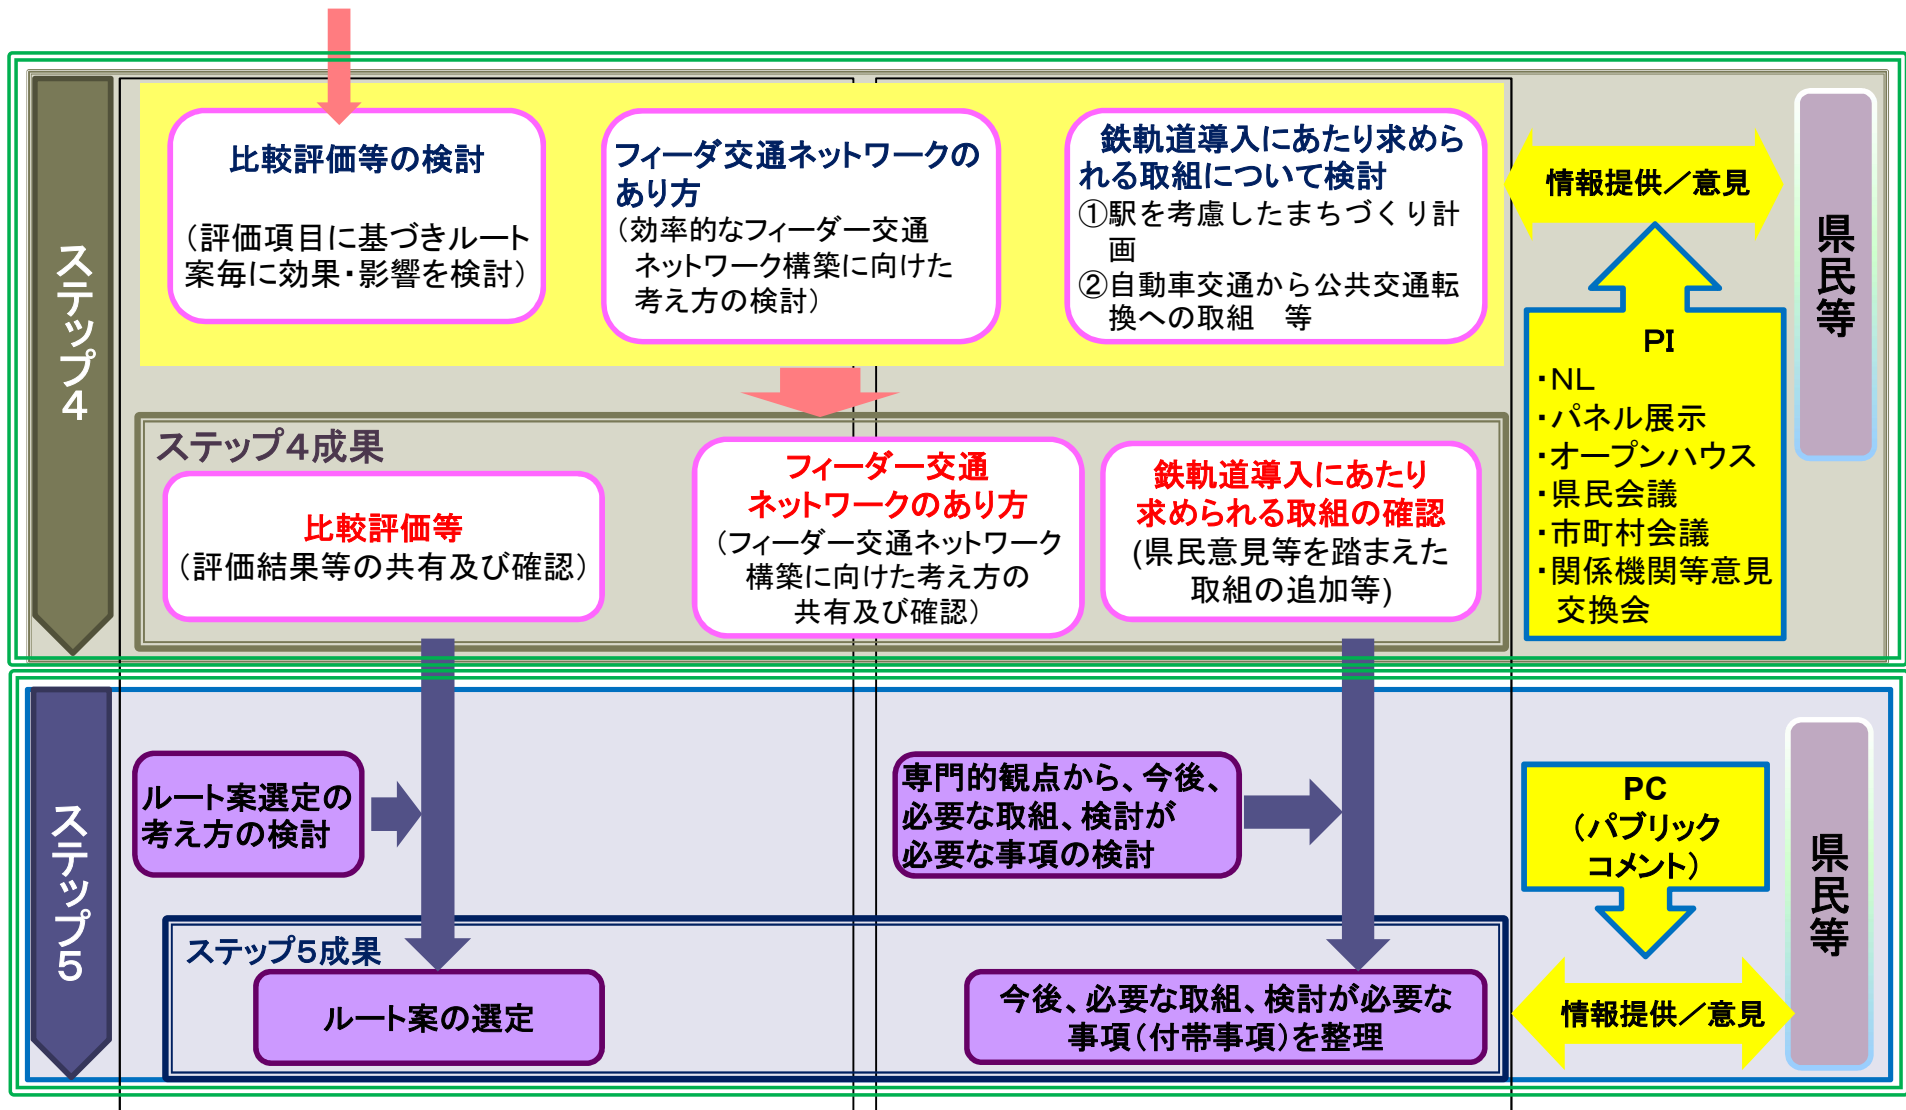 ステップ4
比較評価等の検討
（評価項目に基づきルート
案毎に効果・影響を検討）
フィーダ交通ネットワークの
あり方
（効率的なフィーダー交通
ネットワーク構築に向けた
考え方の検討）
鉄軌道導入にあたり求めら
れる取組について検討
①駅を考慮したまちづくり計
画
②自動車交通から公共交通転
換への取組　等
情報提供／意見
県民等
PI
・NL
・パネル展示
・オープンハウス
・県民会議
・市町村会議
・関係機関等意見
交換会
ステップ4成果
比較評価等
（評価結果等の共有及び確認）
フィーダー交通
ネットワークのあり方
（フィーダー交通ネットワーク
構築に向けた考え方の
共有及び確認）
鉄軌道導入にあたり
求められる取組の確認
(県民意見等を踏まえた
取組の追加等)
ステップ5
ルート案選定の
考え方の検討
専門的観点から、今後、
必要な取組、検討が
必要な事項の検討
PC
（パブリック
コメント）
県民等
ステップ5成果
ルート案の選定
今後、必要な取組、検討が必要な
事項（付帯事項）を整理
情報提供／意見